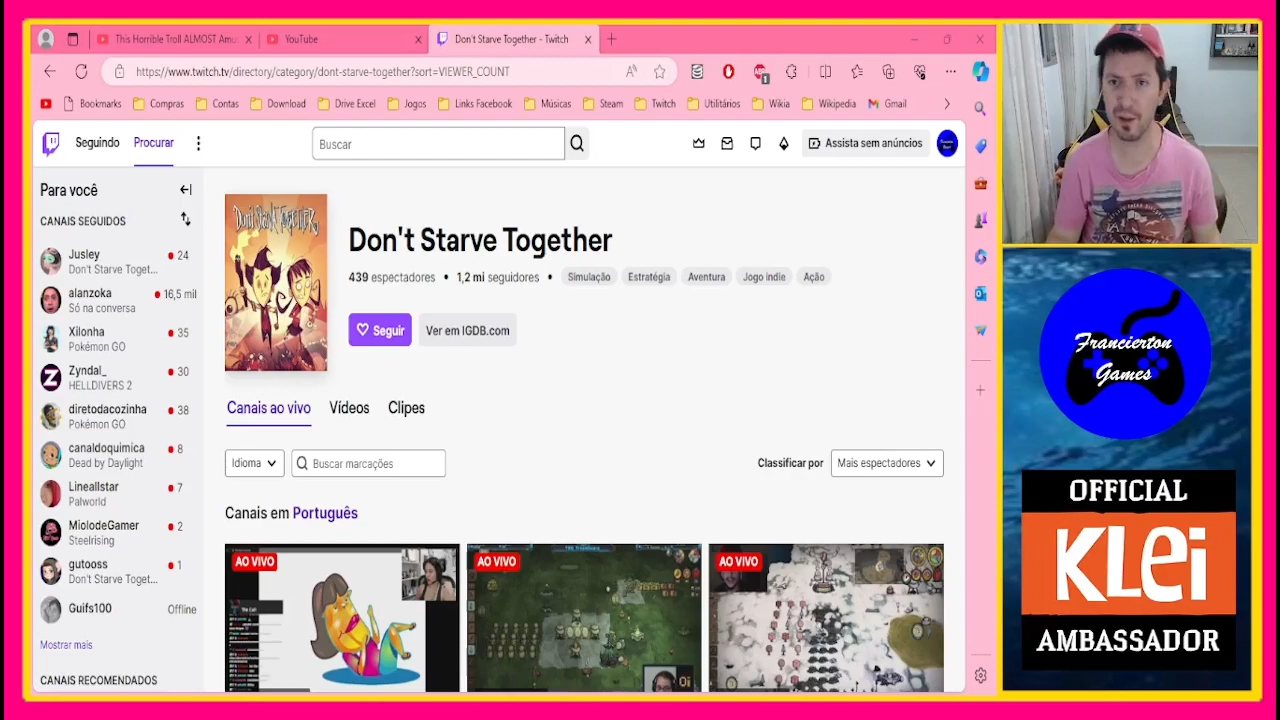 This Horrible Troll ALMOST Amu
YouTube
Don't Starve Together - Twitch
https://www.twitch.tv/directory/category/dont-starve-together?sort=VIEWER_COUNT
1
Bookmarks
Compras
Contas
Download
Drive Excel
Jogos
Links Facebook
Músicas
Steam
Twitch
Utilitários
Wikia
Wikipedia
Gmail
Seguindo
Procurar
Buscar
Assista sem anúncios
Para você
CANAIS SEGUIDOS
Jusley
24
Don't Starve Toget...
alanzoka
16,5 mil
Só na conversa
Xilonha
35
Pokémon GO
Zyndal_
30
HELLDIVERS 2
diretodacozinha
38
Pokémon GO
canaldoquimica
8
Dead by Daylight
Lineallstar
7
Palworld
MiolodeGamer
2
Steelrising
gutooss
1
Don't Starve Toget...
Guifs100
Offline
Mostrar mais
CANAIS RECOMENDADOS
DON'T STARVE TOGETHER
Don't Starve Together
439 espectadores • 1,2 mi seguidores •
Simulação
Estratégia
Aventura
Jogo indie
Ação
Seguir
Ver em IGDB.com
Canais ao vivo
Vídeos
Clipes
Idioma
Buscar marcações
Classificar por
Mais espectadores
Canais em Português
AO VIVO
AO VIVO
AO VIVO
Francierton
Games
OFFICIAL
KLei
AMBASSADOR